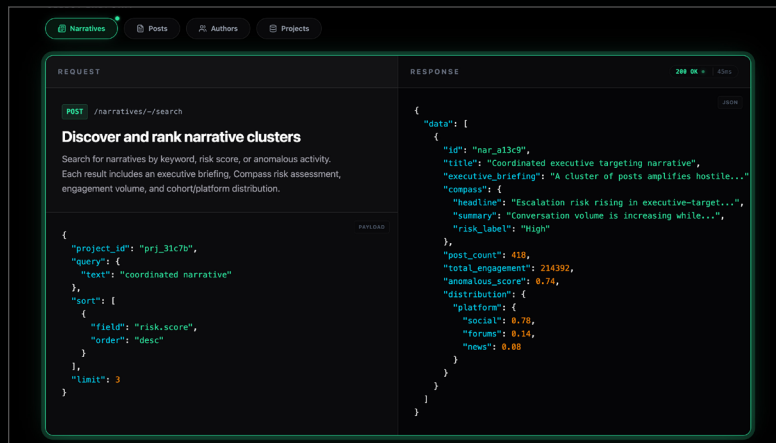 Narratives
Posts
Authors
Projects
REQUEST
POST /narratives/~/search
Discover and rank narrative clusters
Search for narratives by keyword, risk score, or anomalous activity.
Each result includes an executive briefing, Compass risk assessment,
engagement volume, and cohort/platform distribution.
PAYLOAD
{
"project_id": "prj_31c7b",
"query": {
"text": "coordinated narrative"
},
"sort": [
{
"field": "risk.score",
"order": "desc"
}
],
"limit": 3
}
RESPONSE
200 OK
43ms
JSON
{
"data": [
{
"id": "nar_a13c9",
"title": "Coordinated executive targeting narrative",
"executive_briefing": "A cluster of posts amplifies hostile..."
"compass": {
"headline": "Escalation risk rising in executive-target...",
"summary": "Conversation volume is increasing while...",
"risk_label": "High"
},
"post_count": 418,
"total_engagement": 214392,
"anomalous_score": 0.74,
"distribution": {
"platform": {
"social": 0.78,
"forums": 0.14,
"news": 0.08
}
}
}
]
}